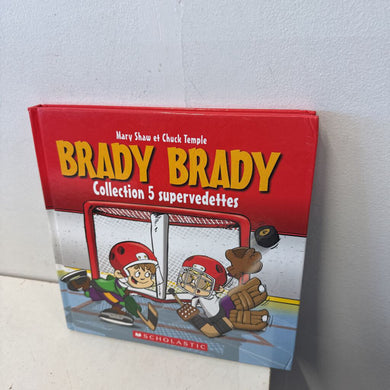 Mary Shaw et Chuck Temple
BRADY BRADY
Collection 5 supervedettes
SCHOLASTIC